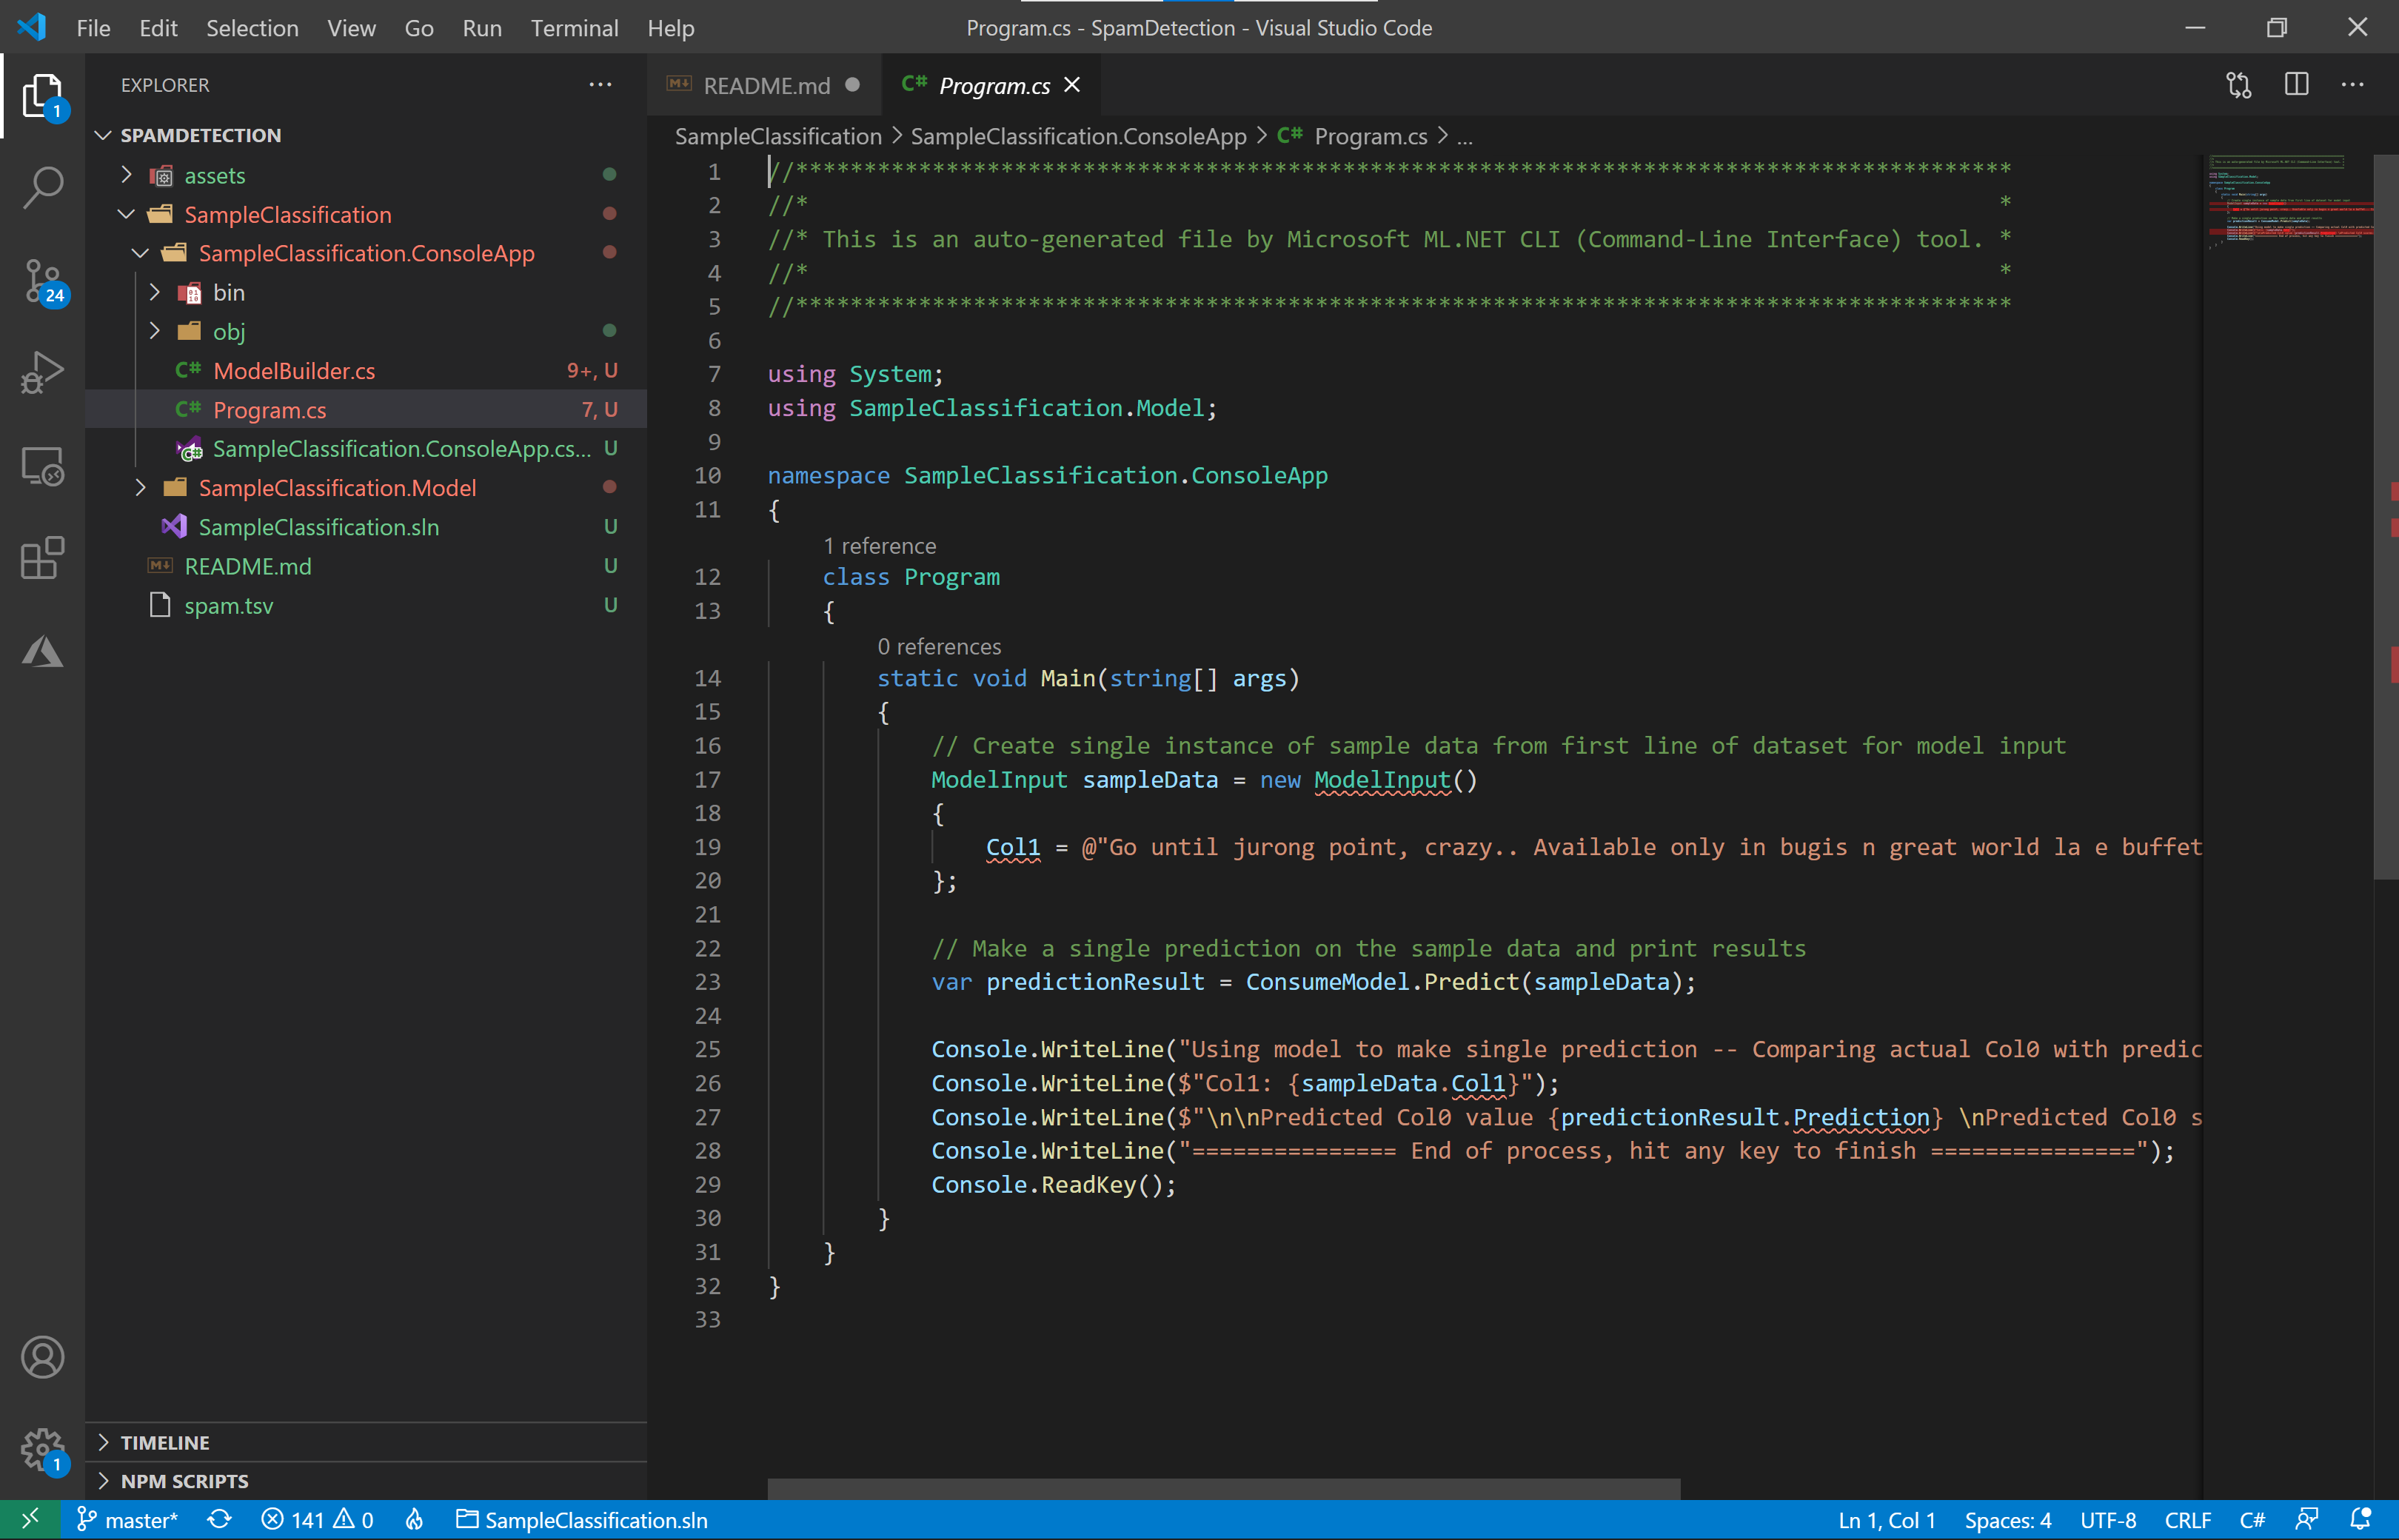 File Edit Selection View Go Run Terminal Help
Program.cs - SpamDetection - Visual Studio Code
EXPLORER
SPAMDETECTION
assets
SampleClassification
SampleClassification.ConsoleApp
bin
obj
ModelBuilder.cs 9+, U
Program.cs 7, U
SampleClassification.ConsoleApp.cs... U
SampleClassification.Model
SampleClassification.sln U
README.md U
spam.tsv U
TIMELINE
NPM SCRIPTS
1
24
1
README.md
C# Program.cs
SampleClassification > SampleClassification.ConsoleApp > C# Program.cs > ...
1 //*****************************************************************************************
2 //* *
3 //* This is an auto-generated file by Microsoft ML.NET CLI (Command-Line Interface) tool. *
4 //* *
5 //*****************************************************************************************
6
7 using System;
8 using SampleClassification.Model;
9
10 namespace SampleClassification.ConsoleApp
11 {
1 reference
12 class Program
13 {
0 references
14 static void Main(string[] args)
15 {
16 // Create single instance of sample data from first line of dataset for model input
17 ModelInput sampleData = new ModelInput()
18 {
19 Col1 = @"Go until jurong point, crazy.. Available only in bugis n great world la e buffet
20 };
21
22 // Make a single prediction on the sample data and print results
23 var predictionResult = ConsumeModel.Predict(sampleData);
24
25 Console.WriteLine("Using model to make single prediction -- Comparing actual Col0 with predic
26 Console.WriteLine($"Col1: {sampleData.Col1}");
27 Console.WriteLine($"\n\nPredicted Col0 value {predictionResult.Prediction} \nPredicted Col0 s
28 Console.WriteLine("=============== End of process, hit any key to finish ===============");
29 Console.ReadKey();
30 }
31 }
32 }
33
master* 141 0 SampleClassification.sln
Ln 1, Col 1 Spaces: 4 UTF-8 CRLF C#